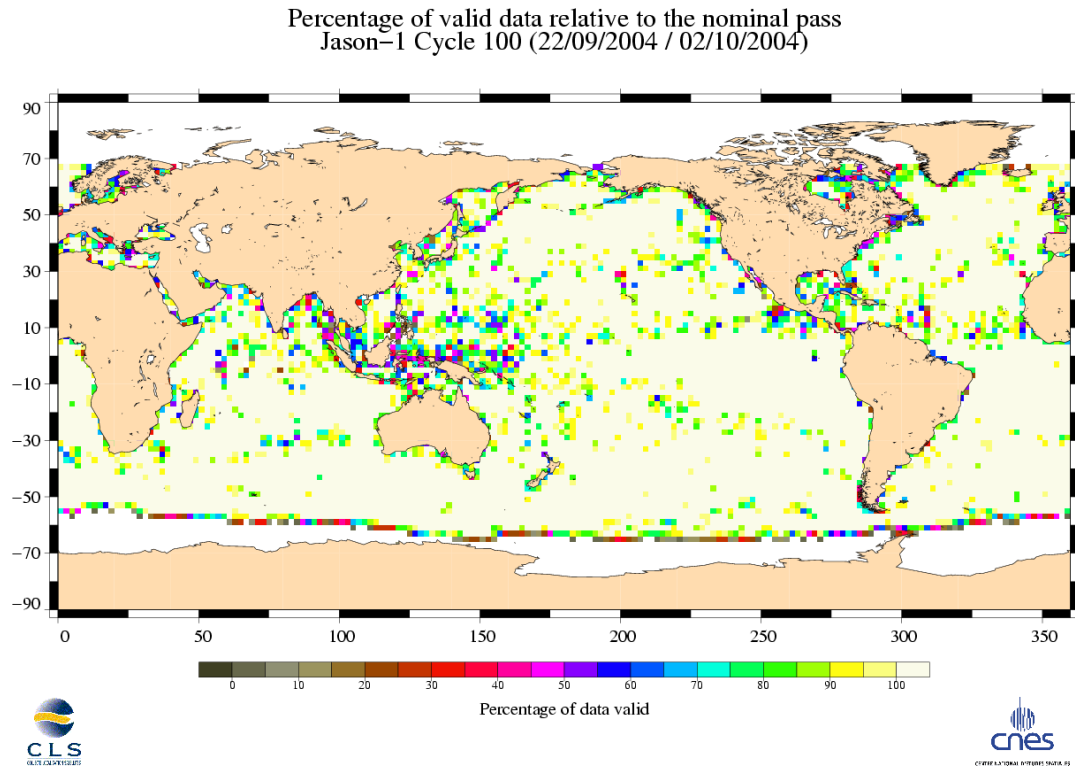 Percentage of valid data relative to the nominal pass
Jason−1 Cycle 100 (22/09/2004 / 02/10/2004)
90
70
50
30
10
−10
−30
−50
−70
−90
0 50 100 150 200 250 300 350
0 10 20 30 40 50 60 70 80 90 100
Percentage of data valid
CLS
cnes